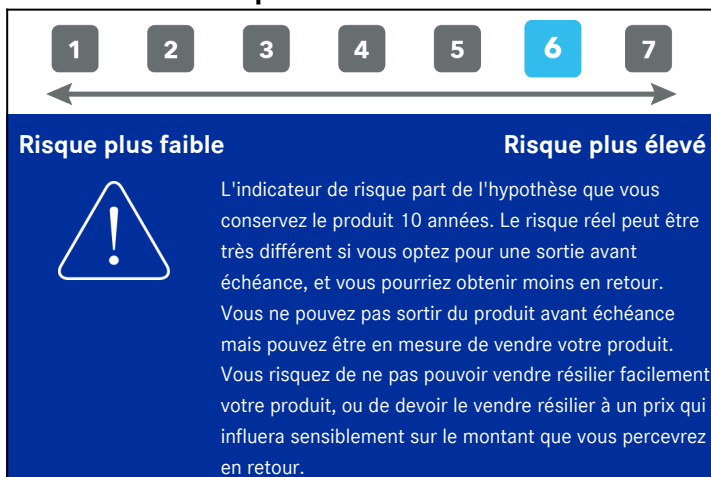 1 2 3 4 5 6 7
Risque plus faible Risque plus élevé
L'indicateur de risque part de l'hypothèse que vous
conservez le produit 10 années. Le risque réel peut être
très différent si vous optez pour une sortie avant
échéance, et vous pourriez obtenir moins en retour.
Vous ne pouvez pas sortir du produit avant échéance
mais pouvez être en mesure de vendre votre produit.
Vous risquez de ne pas pouvoir vendre résilier facilement
votre produit, ou de devoir le vendre résilier à un prix qui
influera sensiblement sur le montant que vous percevrez
en retour.